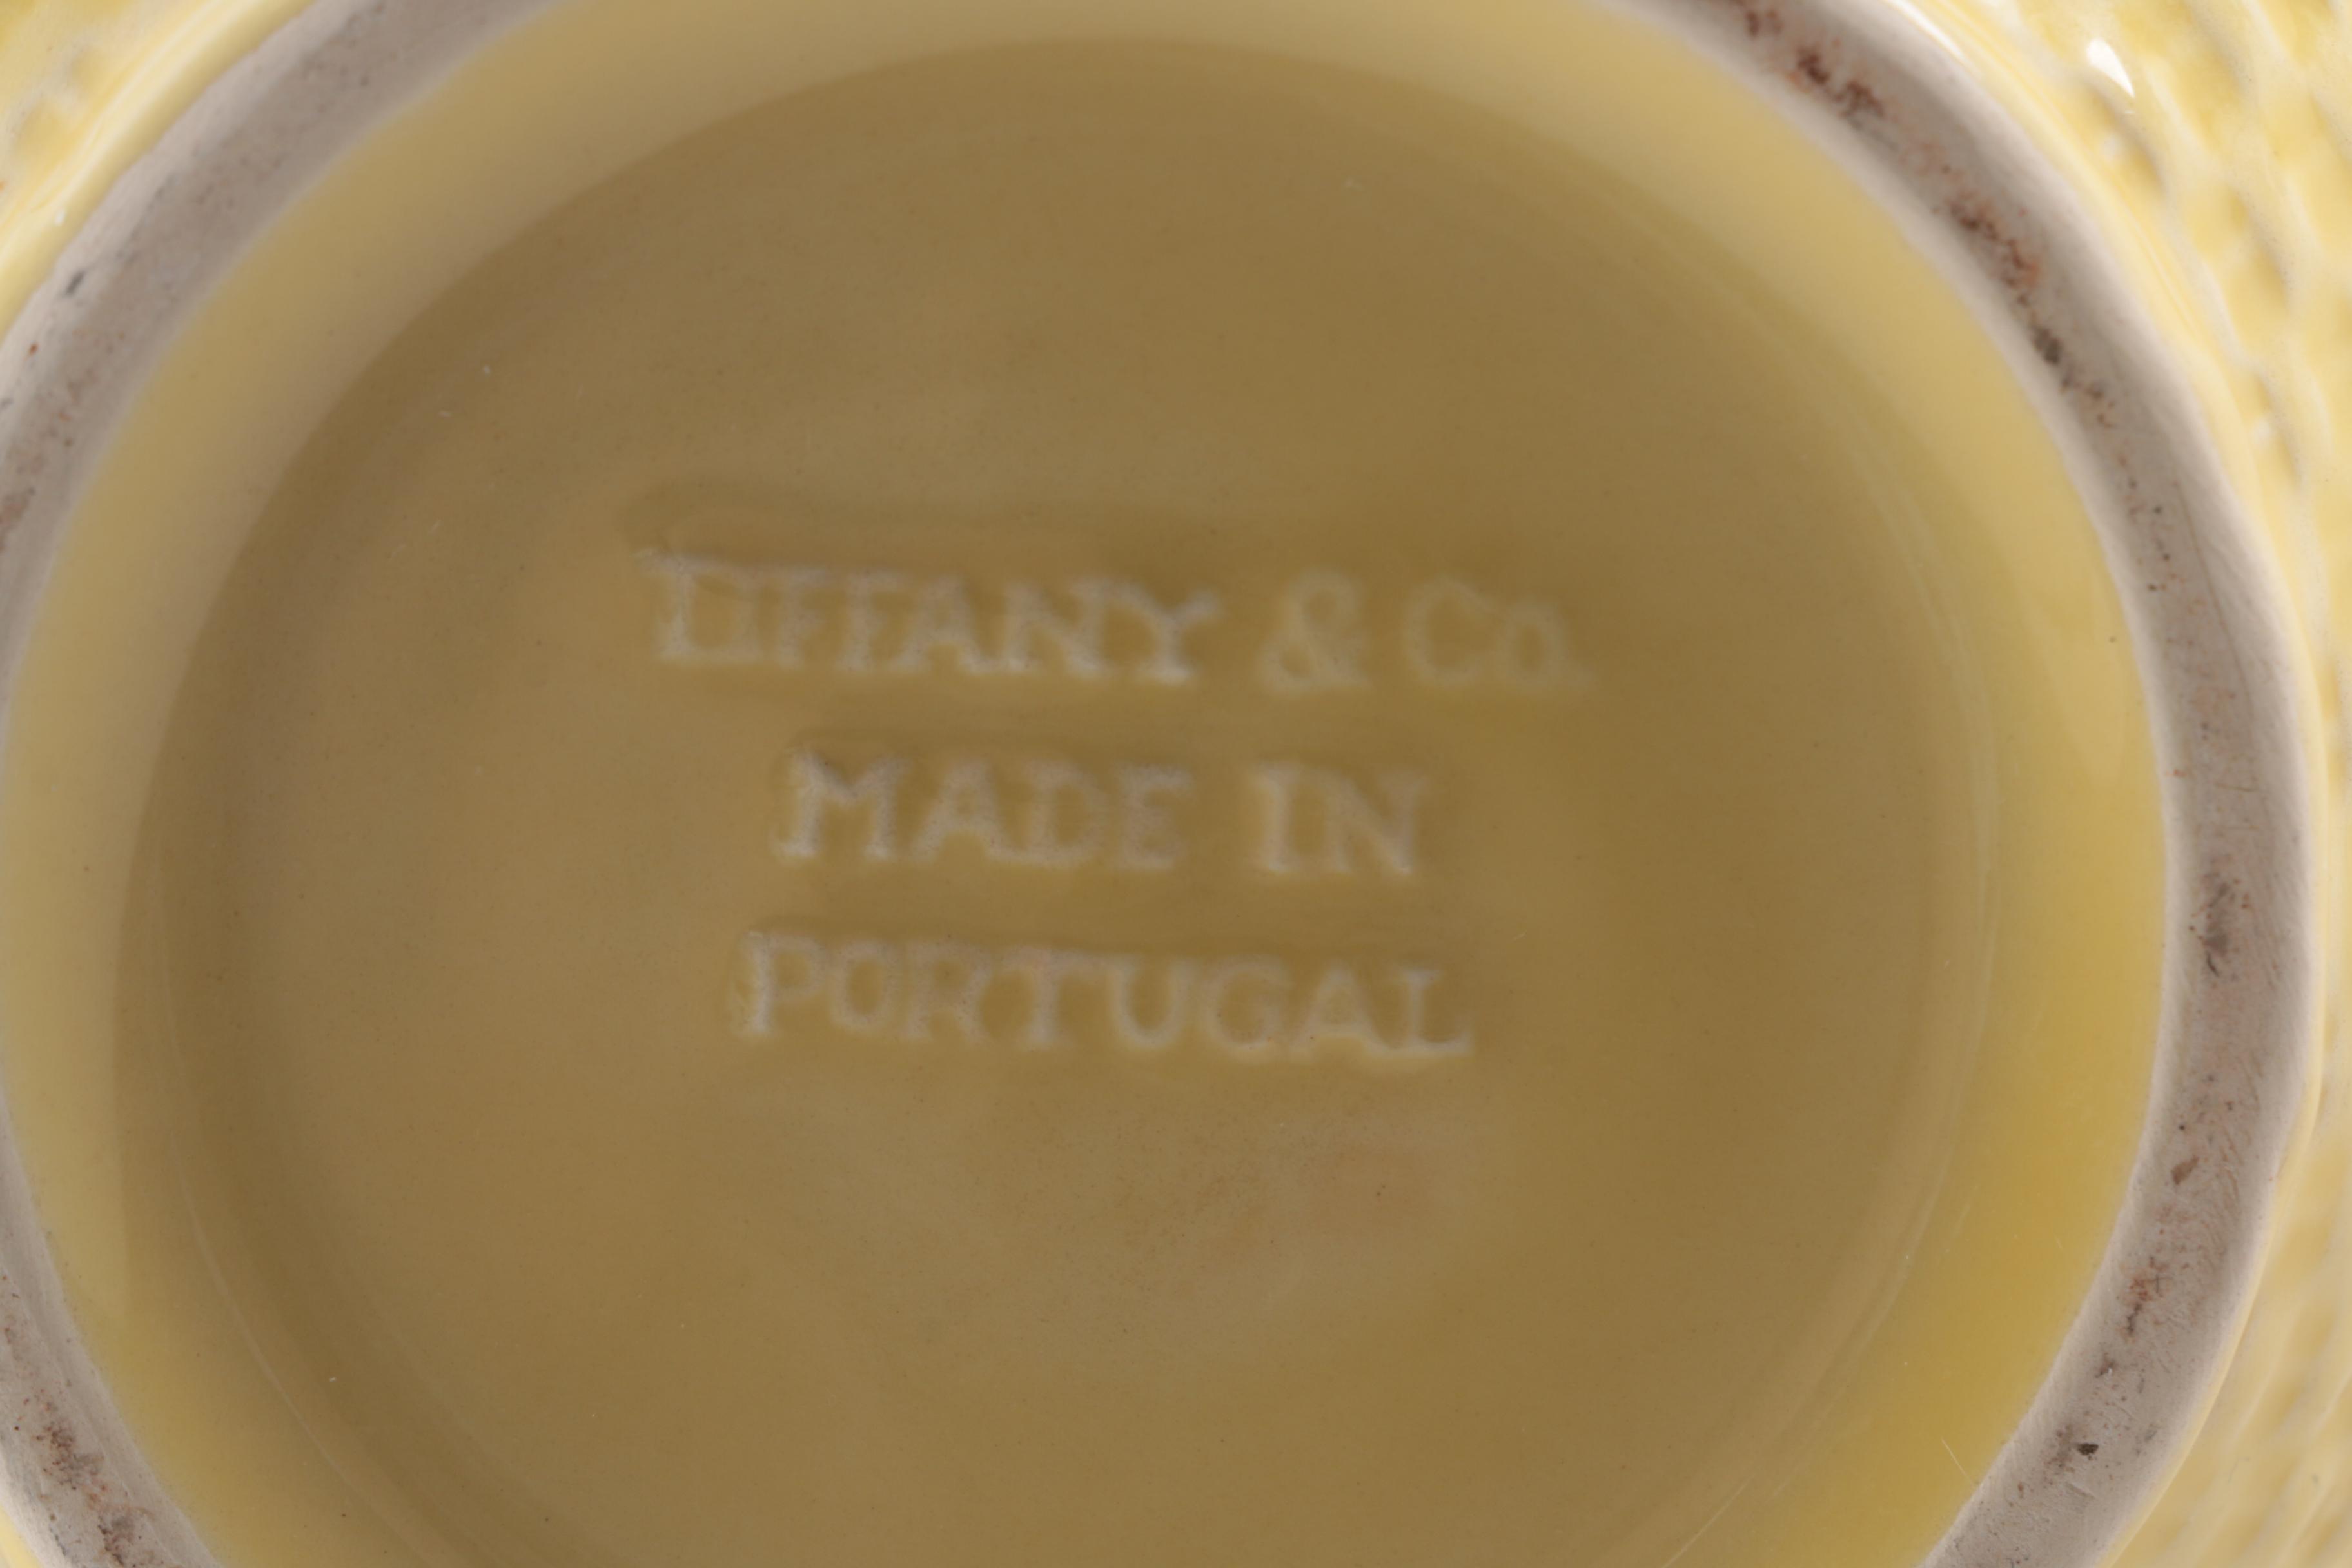 TIFFANY & Co.
MADE IN
PORTUGAL